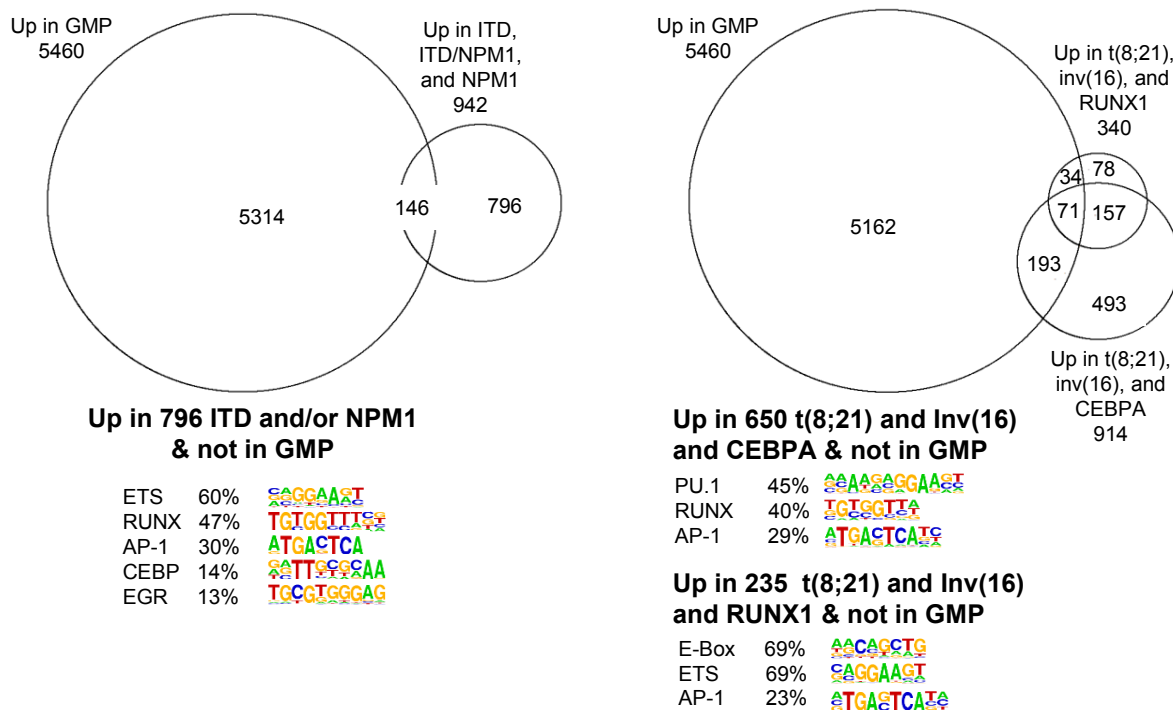 Up in GMP
5460
Up in ITD,
ITD/NPM1,
and NPM1
942
5314
146
796
Up in 796 ITD and/or NPM1
& not in GMP
ETS 60%
RUNX 47%
AP-1 30%
CEBP 14%
EGR 13%
Up in GMP
5460
Up in t(8;21),
inv(16), and
RUNX1
340
34
78
71
157
5162
193
493
Up in t(8;21),
inv(16), and
CEBPA
914
Up in 650 t(8;21) and Inv(16)
and CEBPA & not in GMP
PU.1 45%
RUNX 40%
AP-1 29%
Up in 235 t(8;21) and Inv(16)
and RUNX1 & not in GMP
E-Box 69%
ETS 69%
AP-1 23%